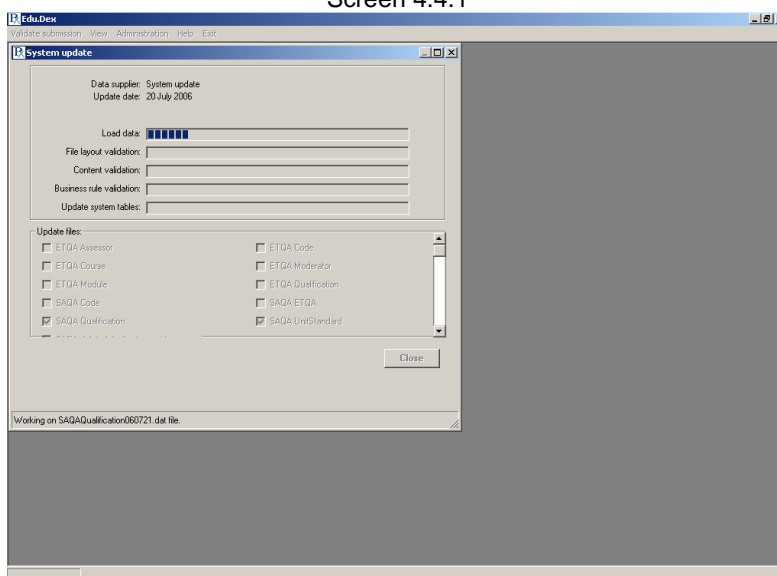 Screen 4.4.1
Edu.Dex
Validate submission View Administration Help Exit
System update
Data supplier: System update
Update date: 20 July 2006
Load data:
File layout validation:
Content validation:
Business rule validation:
Update system tables:
Update files:
ETQA Assessor ETQA Code
ETQA Course ETQA Moderator
ETQA Module ETQA Qualification
SAQA Code SAQA ETQA
SAQA Qualification SAQA UnitStandard
Close
Working on SAQAQualification060721.dat file.